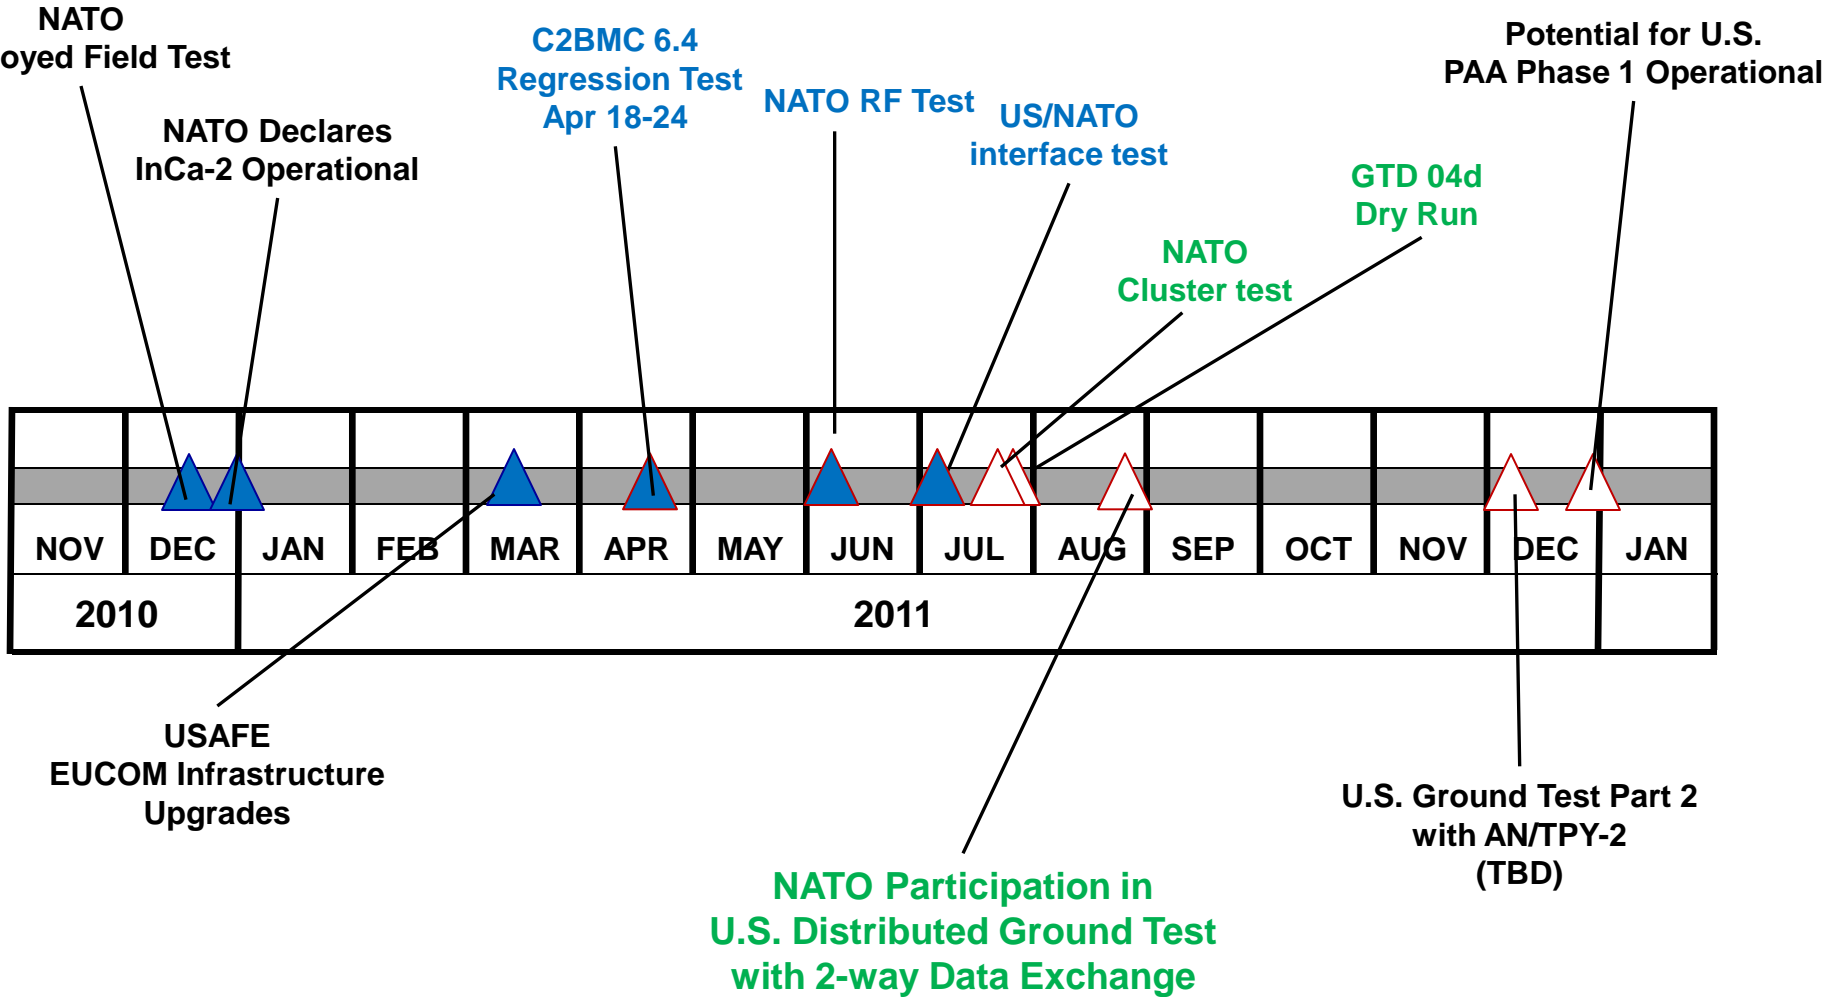 NATO
oyed Field Test
NATO Declares
InCa-2 Operational
C2BMC 6.4
Regression Test
Apr 18-24
NATO RF Test
US/NATO
interface test
NATO
Cluster test
GTD 04d
Dry Run
Potential for U.S.
PAA Phase 1 Operational
NOV DEC JAN FEB MAR APR MAY JUN JUL AUG SEP OCT NOV DEC JAN
2010 2011
USAFE
EUCOM Infrastructure
Upgrades
NATO Participation in
U.S. Distributed Ground Test
with 2-way Data Exchange
U.S. Ground Test Part 2
with AN/TPY-2
(TBD)